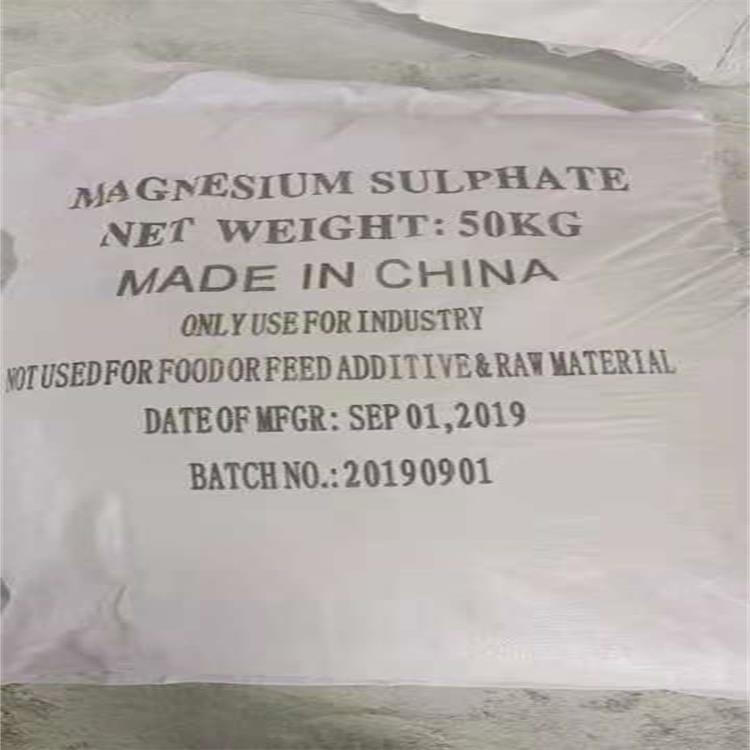 MAGNESIUM SULPHATE
NET WEIGHT: 50KG
MADE IN CHINA
ONLY USE FOR INDUSTRY
NOT USED FOR FOOD OR FEED ADDITIVE & RAW MATERIAL
DATE OF MFGR: SEP 01,2019
BATCH NO.: 20190901